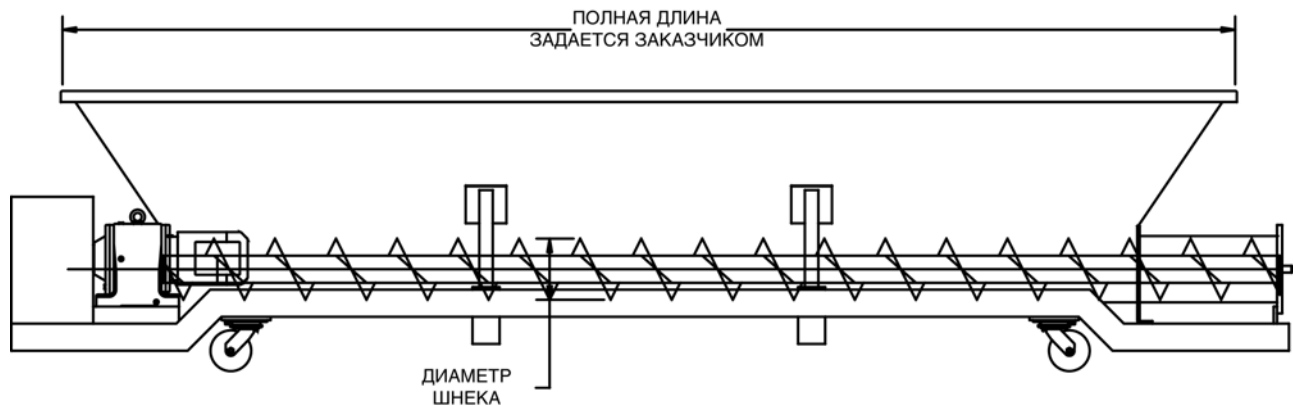 ПОЛНАЯ ДЛИНА
ЗАДАЕТСЯ ЗАКАЗЧИКОМ
ДИАМЕТР
ШНЕКА